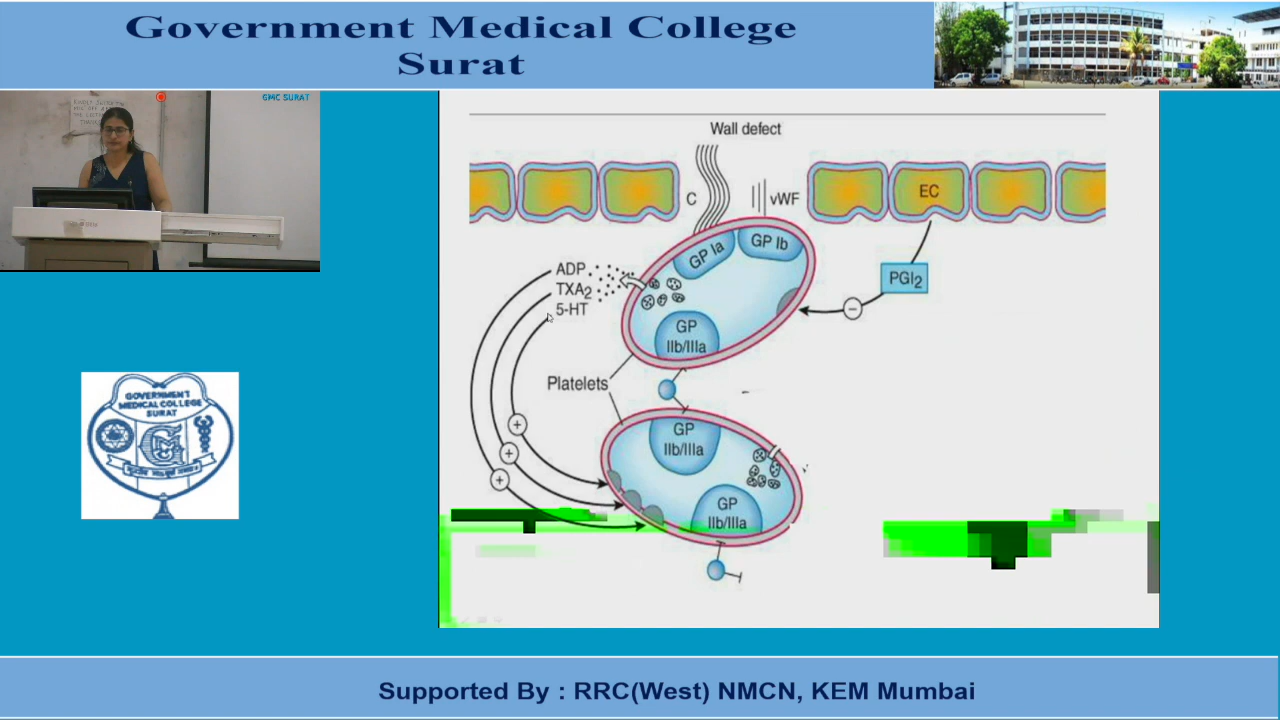 Government Medical College
Surat
GMC SURAT
Wall defect
C
vWF
EC
GP Ia
GP Ib
ADP
TXA2
5-HT
PGI2
−
GP
IIb/IIIa
Platelets
GP
IIb/IIIa
+
+
+
GP
IIb/IIIa
GOVERNMENT
MEDICAL COLLEGE
SURAT
Supported By : RRC(West) NMCN, KEM Mumbai